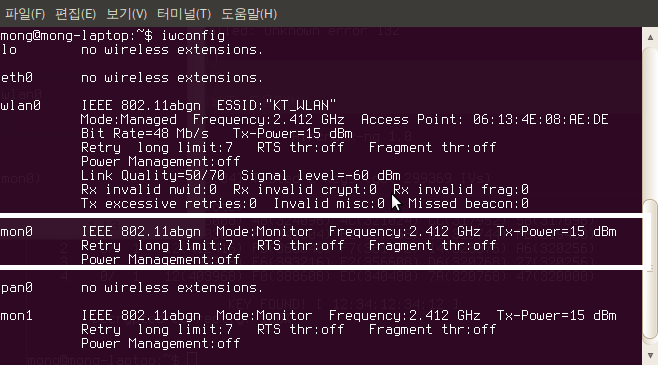 파일(F) 편집(E) 보기(V) 터미널(T) 도움말(H)
mong@mong-laptop:~$ iwconfig
lo no wireless extensions.
eth0 no wireless extensions.
wlan0 IEEE 802.11abgn ESSID:"KT_WLAN"
Mode:Managed Frequency:2.412 GHz Access Point: 06:13:4E:08:AE:DE
Bit Rate=48 Mb/s Tx-Power=15 dBm
Retry long limit:7 RTS thr:off Fragment thr:off
Power Management:off
Link Quality=50/70 Signal level=-60 dBm
Rx invalid nwid:0 Rx invalid crypt:0 Rx invalid frag:0
Tx excessive retries:0 Invalid misc:0 Missed beacon:0
mon0 IEEE 802.11abgn Mode:Monitor Frequency:2.412 GHz Tx-Power=15 dBm
Retry long limit:7 RTS thr:off Fragment thr:off
Power Management:off
pan0 no wireless extensions.
KEY FOUND! [ 12:34:12:34:12 ]
mon1 IEEE 802.11abgn Mode:Monitor Frequency:2.412 GHz Tx-Power=15 dBm
Retry long limit:7 RTS thr:off Fragment thr:off
Power Management:off
mong@mong-laptop:~$